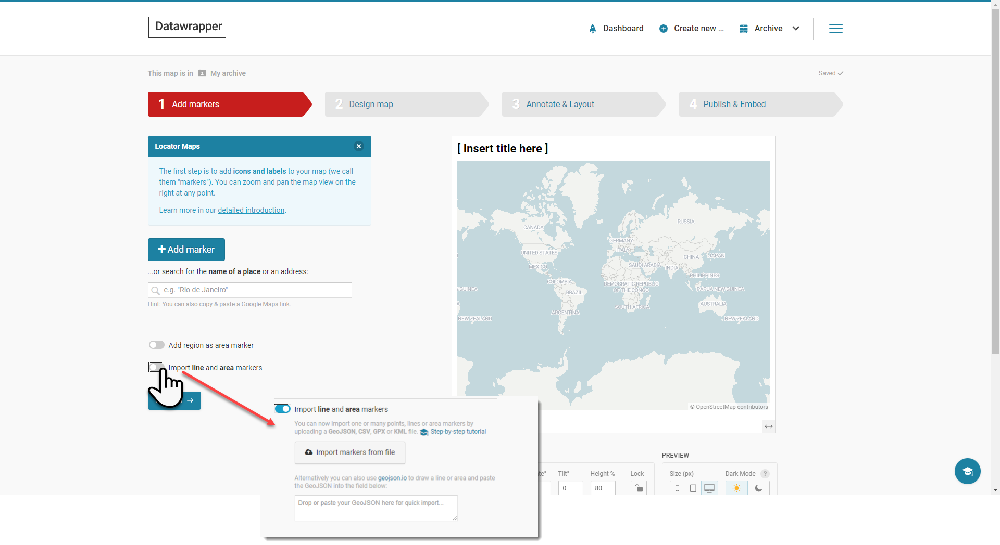 Datawrapper
Dashboard
Create new ...
Archive
This map is in My archive
Saved
1 Add markers
2 Design map
3 Annotate & Layout
4 Publish & Embed
Locator Maps
The first step is to add icons and labels to your map (we call
them "markers"). You can zoom and pan the map view on the
right at any point.
Learn more in our detailed introduction.
Add marker
...or search for the name of a place or an address:
e.g. "Rio de Janeiro"
Hint: You can also copy & paste a Google Maps link.
Add region as area marker
Import line and area markers
[ Insert title here ]
CANADA
RUSSIA
GERMANY
ITALY
UNITED STATES
CHINA
JAPAN
MEXICO
SAUDI ARABIA
INDIA
PHILIPPINES
COLOMBIA
DEMOCRATIC REPUBLIC
OF THE CONGO
/GUINEA
PAPUA NEW GUINEA
BRAZIL
A
AUSTRALIA
SOUTH AFRICA
ARGENTINA
NEW ZEALAND
NEW ZEALAND
© OpenStreetMap contributors
Import line and area markers
You can now import one or many points, lines or area markers by
uploading a GeoJSON, CSV, GPX or KML file. Step-by-step tutorial
Import markers from file
Alternatively you can also use geojson.io to draw a line or area and paste
the GeoJSON into the field below:
Drop or paste your GeoJSON here for quick import...
te°
Tilt°
Height %
Lock
0
80
PREVIEW
Size (px)
Dark Mode ?